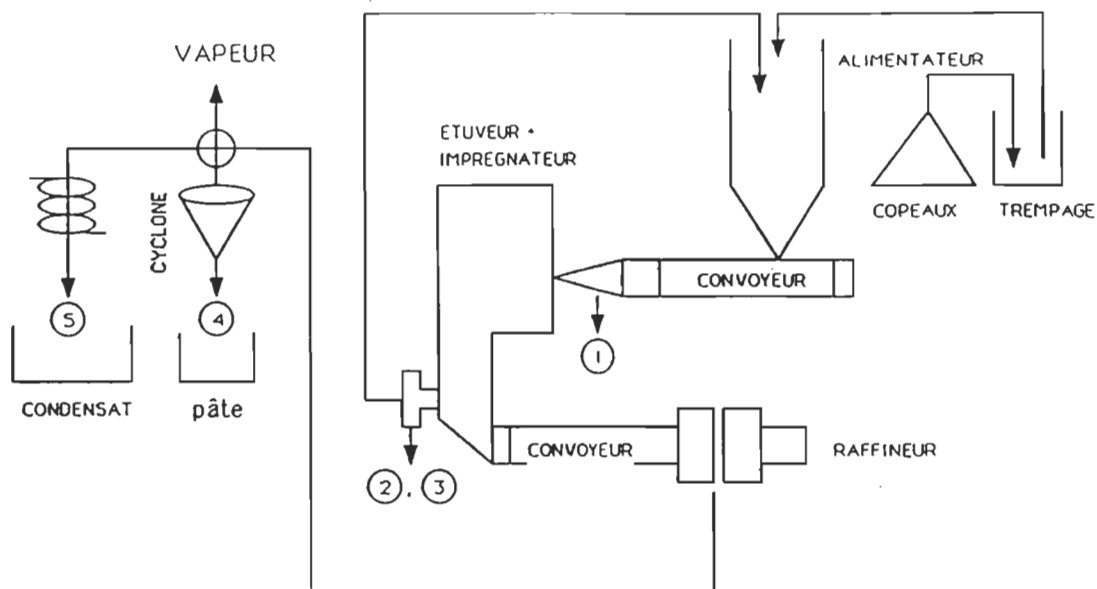 VAPEUR
ALIMENTATEUR
ETUVEUR -
IMPREGNATEUR
CYCLONE
COPEAUX
TREMPAGE
CONVOYEUR
5
4
1
CONDENSAT
pâte
CONVOYEUR
RAFFINEUR
2 . 3